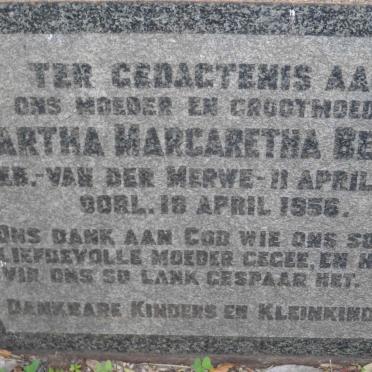 TER GEDACTENIS AA
ONS MOEDER EN GROOTMOED
ARTHA MARGARETHA BE
EB.-VAN DER MERWE-11 APRIL
OORL. 18 APRIL 1956.
ONS DANK AAN GOD WIE ONS SO
LIEFDEVOLLE MOEDER GEGEE, EN H
VIR ONS SO LANK GESPAAR HET.
DANKBARE KINDERS EN KLEINKIND